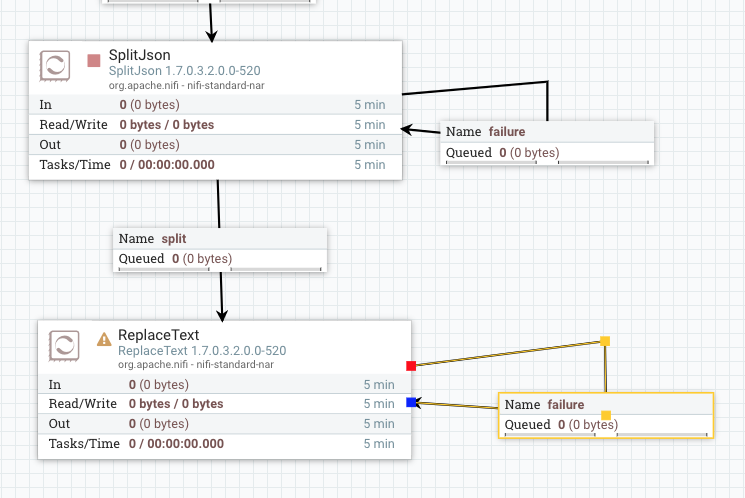 SplitJson
SplitJson 1.7.0.3.2.0.0-520
org.apache.nifi - nifi-standard-nar
In 0 (0 bytes) 5 min
Read/Write 0 bytes / 0 bytes 5 min
Out 0 (0 bytes) 5 min
Tasks/Time 0 / 00:00:00.000 5 min
Name failure
Queued 0 (0 bytes)
Name split
Queued 0 (0 bytes)
ReplaceText
ReplaceText 1.7.0.3.2.0.0-520
org.apache.nifi - nifi-standard-nar
In 0 (0 bytes) 5 min
Read/Write 0 bytes / 0 bytes 5 min
Out 0 (0 bytes) 5 min
Tasks/Time 0 / 00:00:00.000 5 min
Name failure
Queued 0 (0 bytes)